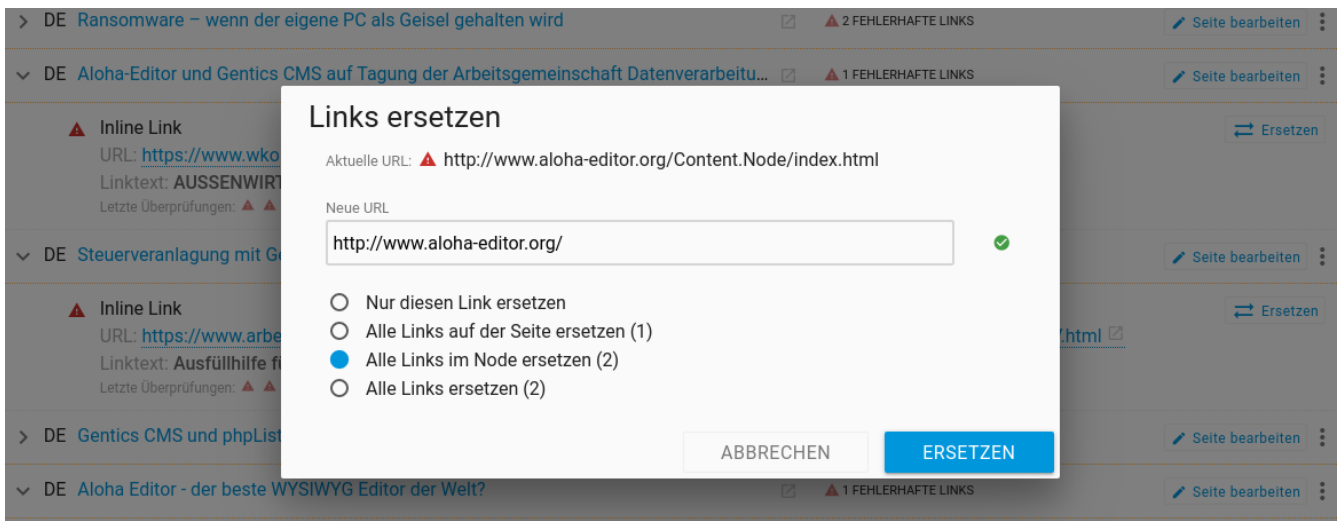 DE Ransomware – wenn der eigene PC als Geisel gehalten wird 2 FEHLERHAFTE LINKS Seite bearbeiten
DE Aloha-Editor und Gentics CMS auf Tagung der Arbeitsgemeinschaft Datenverarbeitu... 1 FEHLERHAFTE LINKS Seite bearbeiten
Inline Link Ersetzen
URL: https://www.wko
Linktext: AUSSENWIRT
Letzte Überprüfungen:
DE Steuerveranlagung mit Ge Seite bearbeiten
Inline Link Ersetzen
URL: https://www.arbe .html
Linktext: Ausfüllhilfe fü
Letzte Überprüfungen:
DE Gentics CMS und phpList Seite bearbeiten
DE Aloha Editor - der beste WYSIWYG Editor der Welt? 1 FEHLERHAFTE LINKS Seite bearbeiten
Links ersetzen
Aktuelle URL: http://www.aloha-editor.org/Content.Node/index.html
Neue URL
http://www.aloha-editor.org/
Nur diesen Link ersetzen
Alle Links auf der Seite ersetzen (1)
Alle Links im Node ersetzen (2)
Alle Links ersetzen (2)
ABBRECHEN ERSETZEN